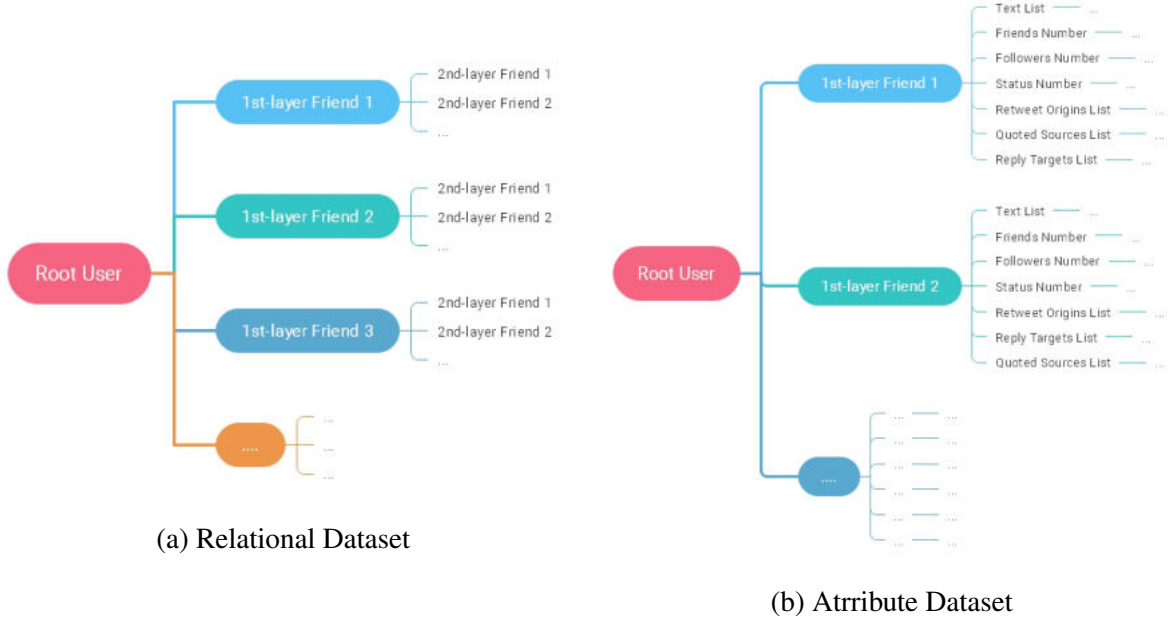 Root User
1st-layer Friend 1
2nd-layer Friend 1
2nd-layer Friend 2
...
1st-layer Friend 2
2nd-layer Friend 1
2nd-layer Friend 2
...
1st-layer Friend 3
2nd-layer Friend 1
2nd-layer Friend 2
...
....
...
...
...
(a) Relational Dataset
Root User
1st-layer Friend 1
Text List ...
Friends Number ...
Followers Number ...
Status Number ...
Retweet Origins List ...
Quoted Sources List ...
Reply Targets List ...
1st-layer Friend 2
Text List ...
Friends Number ...
Followers Number ...
Status Number ...
Retweet Origins List ...
Reply Targets List ...
Quoted Sources List ...
....
... ...
... ...
... ...
... ...
... ...
... ...
(b) Atrribute Dataset